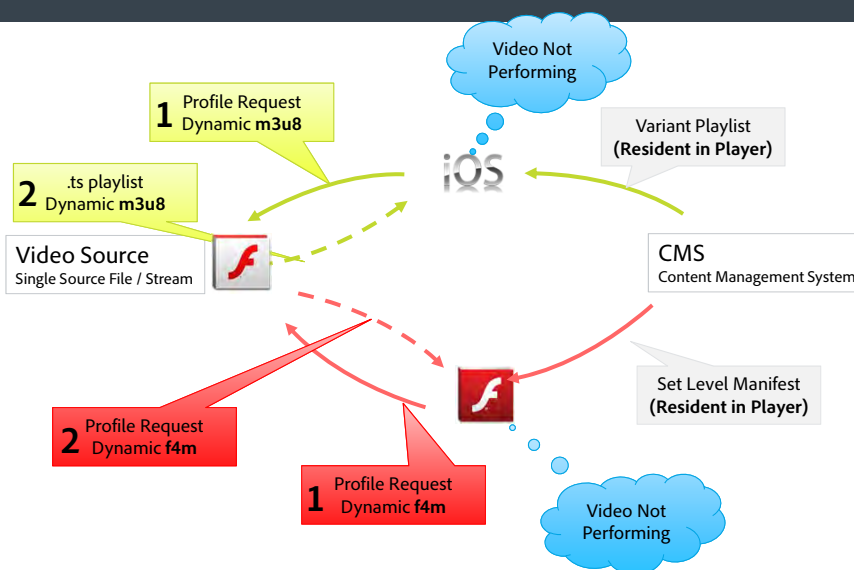 Video Not
Performing
1 Profile Request
Dynamic m3u8
Variant Playlist
(Resident in Player)
iOS
2 .ts playlist
Dynamic m3u8
Video Source
Single Source File / Stream
CMS
Content Management System
Set Level Manifest
(Resident in Player)
2 Profile Request
Dynamic f4m
1 Profile Request
Dynamic f4m
Video Not
Performing